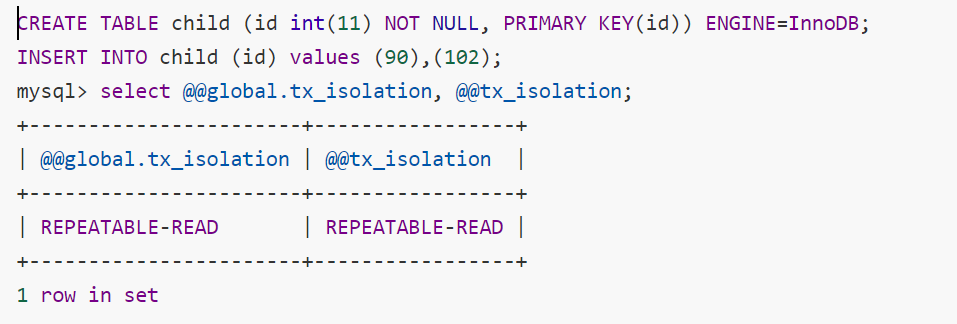 CREATE TABLE child (id int(11) NOT NULL, PRIMARY KEY(id)) ENGINE=InnoDB;
INSERT INTO child (id) values (90),(102);
mysql> select @@global.tx_isolation, @@tx_isolation;
+-----------------------+-----------------+
| @@global.tx_isolation | @@tx_isolation  |
+-----------------------+-----------------+
| REPEATABLE-READ       | REPEATABLE-READ |
+-----------------------+-----------------+
1 row in set